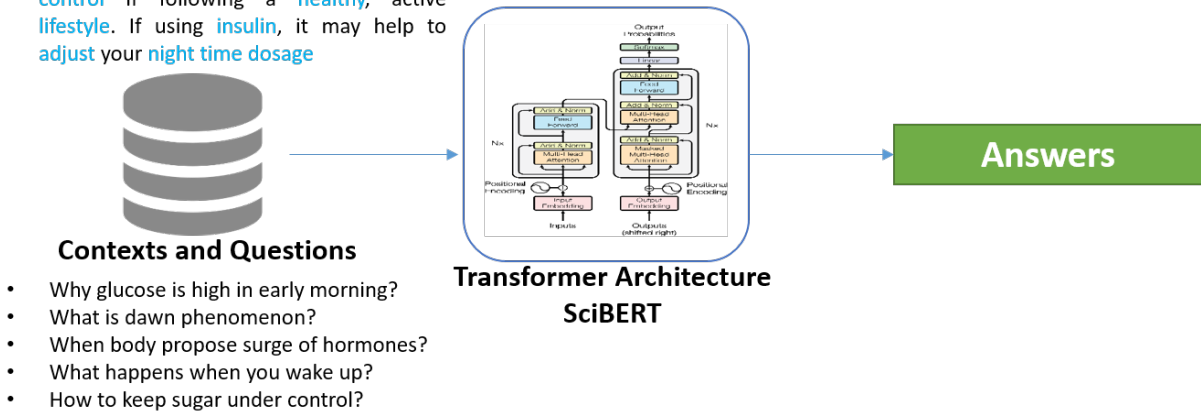 control if following a healthy, active
lifestyle. If using insulin, it may help to
adjust your night time dosage
Contexts and Questions
• Why glucose is high in early morning?
• What is dawn phenomenon?
• When body propose surge of hormones?
• What happens when you wake up?
• How to keep sugar under control?
Output
Probabilities
Softmax
Linear
Add & Norm
Feed
Forward
Add & Norm
Multi-Head
Attention
Add & Norm
Masked
Multi-Head
Attention
Nx
Positional
Encoding
Output
Embedding
Outputs
(shifted right)
Add & Norm
Feed
Forward
Nx
Add & Norm
Multi-Head
Attention
Positional
Encoding
Input
Embedding
Inputs
Transformer Architecture
SciBERT
Answers